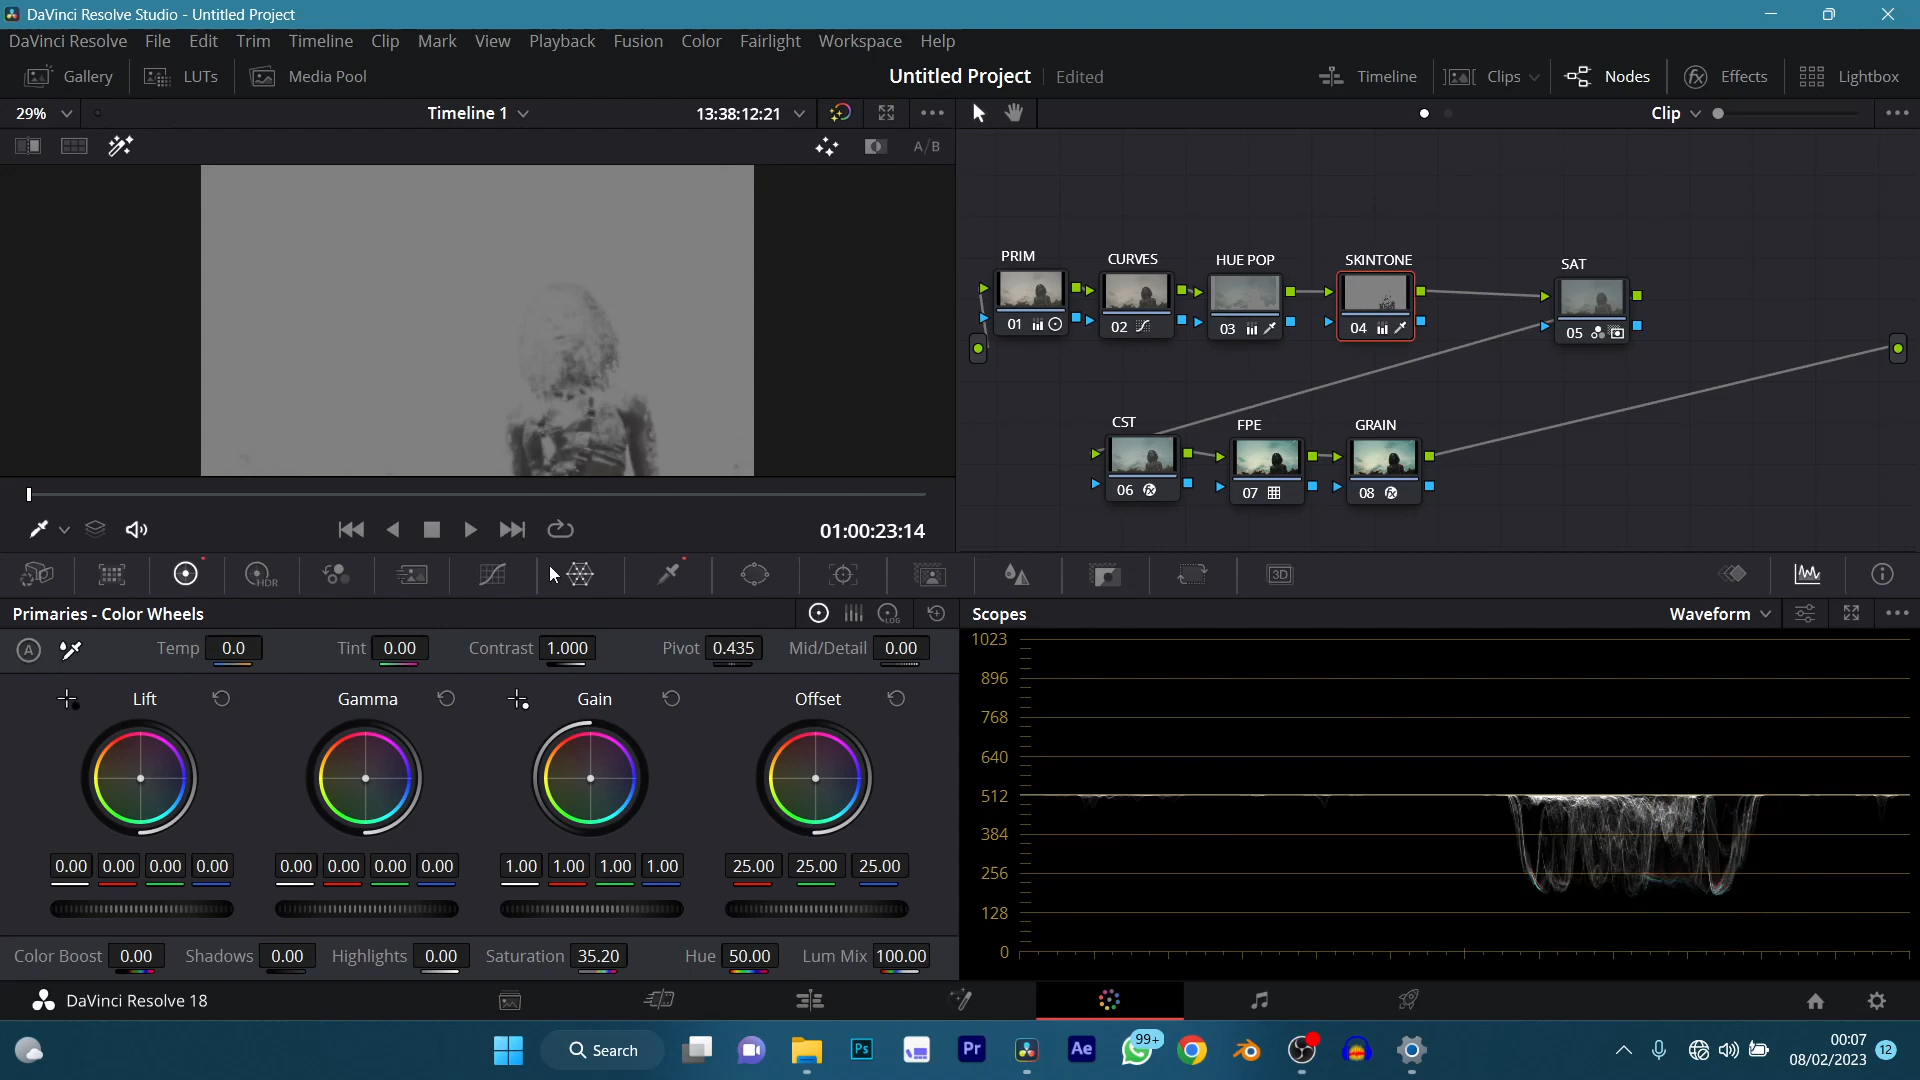 DaVinci Resolve Studio - Untitled Project
DaVinci Resolve File Edit Trim Timeline Clip Mark View Playback Fusion Color Fairlight Workspace Help
Gallery LUTs Media Pool Untitled Project Edited Timeline Clips Nodes Effects Lightbox
29% Timeline 1 13:38:12:21 Clip
A/B
PRIM CURVES HUE POP SKINTONE SAT
01 02 03 04 05
CST FPE GRAIN
06 07 08
01:00:23:14
HDR 3D
Primaries - Color Wheels LOG Scopes Waveform
A Temp 0.0 Tint 0.00 Contrast 1.000 Pivot 0.435 Mid/Detail 0.00
Lift Gamma Gain Offset
0.00 0.00 0.00 0.00 0.00 0.00 0.00 0.00 1.00 1.00 1.00 1.00 25.00 25.00 25.00
Color Boost 0.00 Shadows 0.00 Highlights 0.00 Saturation 35.20 Hue 50.00 Lum Mix 100.00
1023
896
768
640
512
384
256
128
0
DaVinci Resolve 18
Search Ps Pr 99+ Ae
00:07
08/02/2023 12